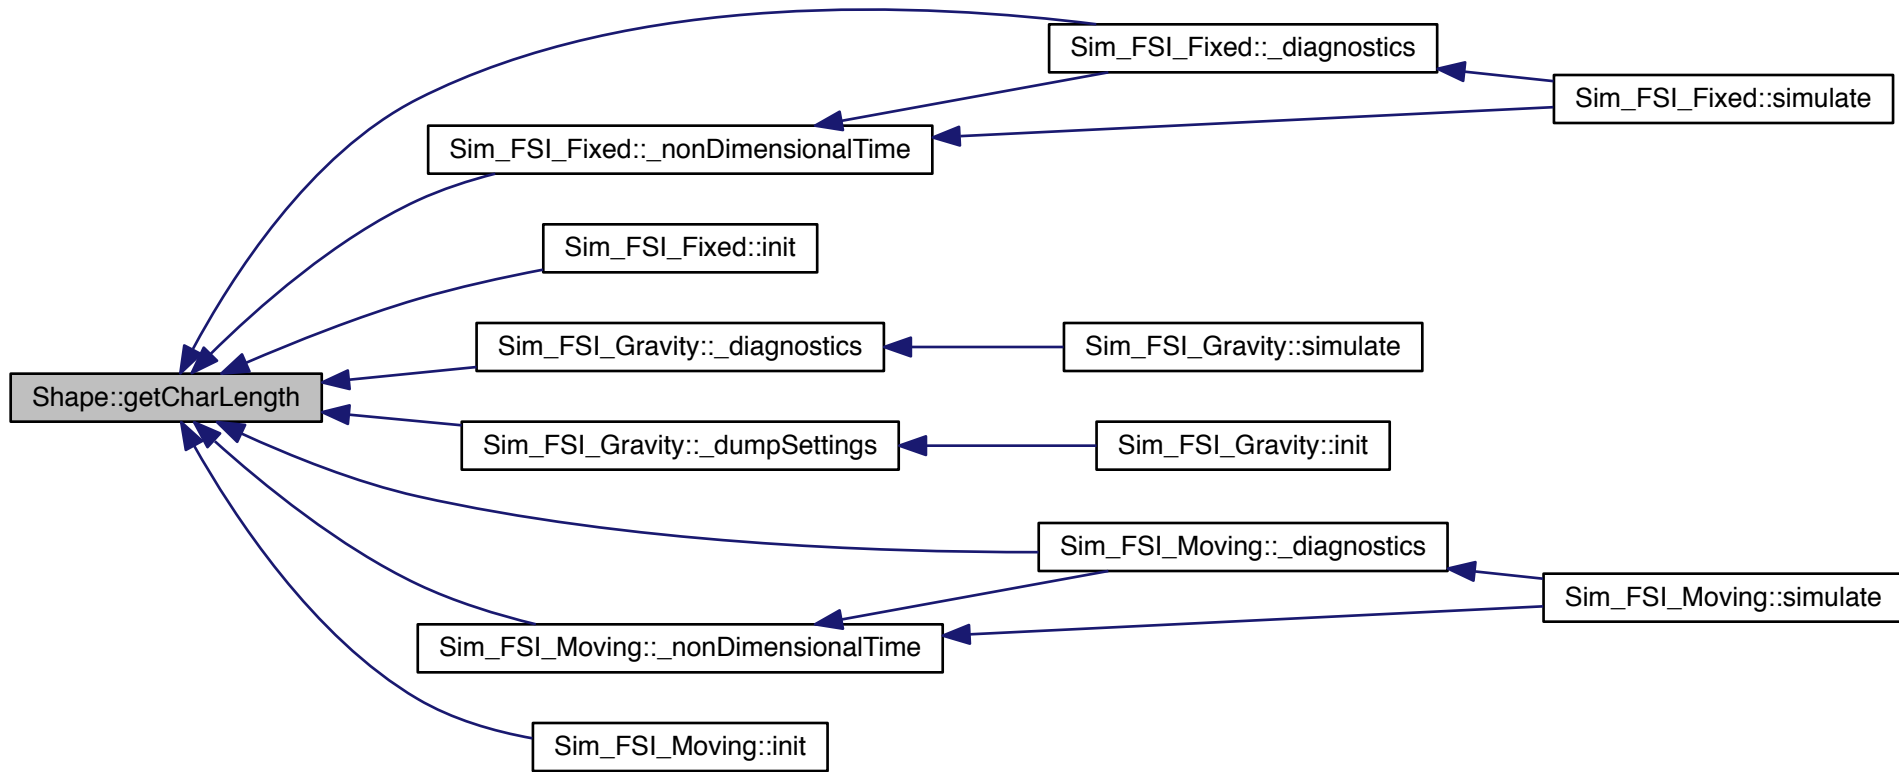 Sim_FSI_Fixed::_diagnostics
Sim_FSI_Fixed::simulate
Sim_FSI_Fixed::_nonDimensionalTime
Sim_FSI_Fixed::init
Sim_FSI_Gravity::_diagnostics
Sim_FSI_Gravity::simulate
Shape::getCharLength
Sim_FSI_Gravity::_dumpSettings
Sim_FSI_Gravity::init
Sim_FSI_Moving::_diagnostics
Sim_FSI_Moving::simulate
Sim_FSI_Moving::_nonDimensionalTime
Sim_FSI_Moving::init